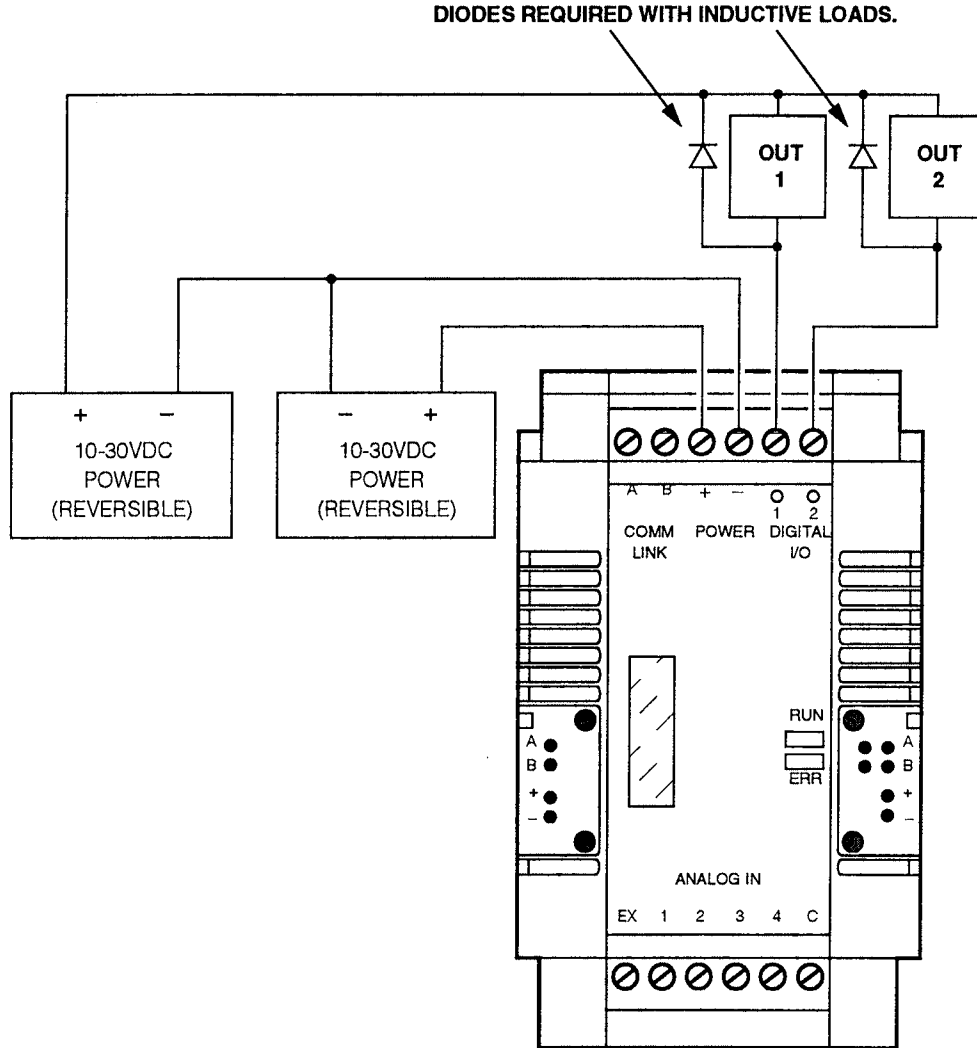 DIODES REQUIRED WITH INDUCTIVE LOADS.
OUT
1
OUT
2
+ −
10-30VDC
POWER
(REVERSIBLE)
− +
10-30VDC
POWER
(REVERSIBLE)
A B + − 1 2
COMM LINK
POWER
DIGITAL I/O
RUN
ERR
A
B
+
−
A
B
+
−
ANALOG IN
EX 1 2 3 4 C